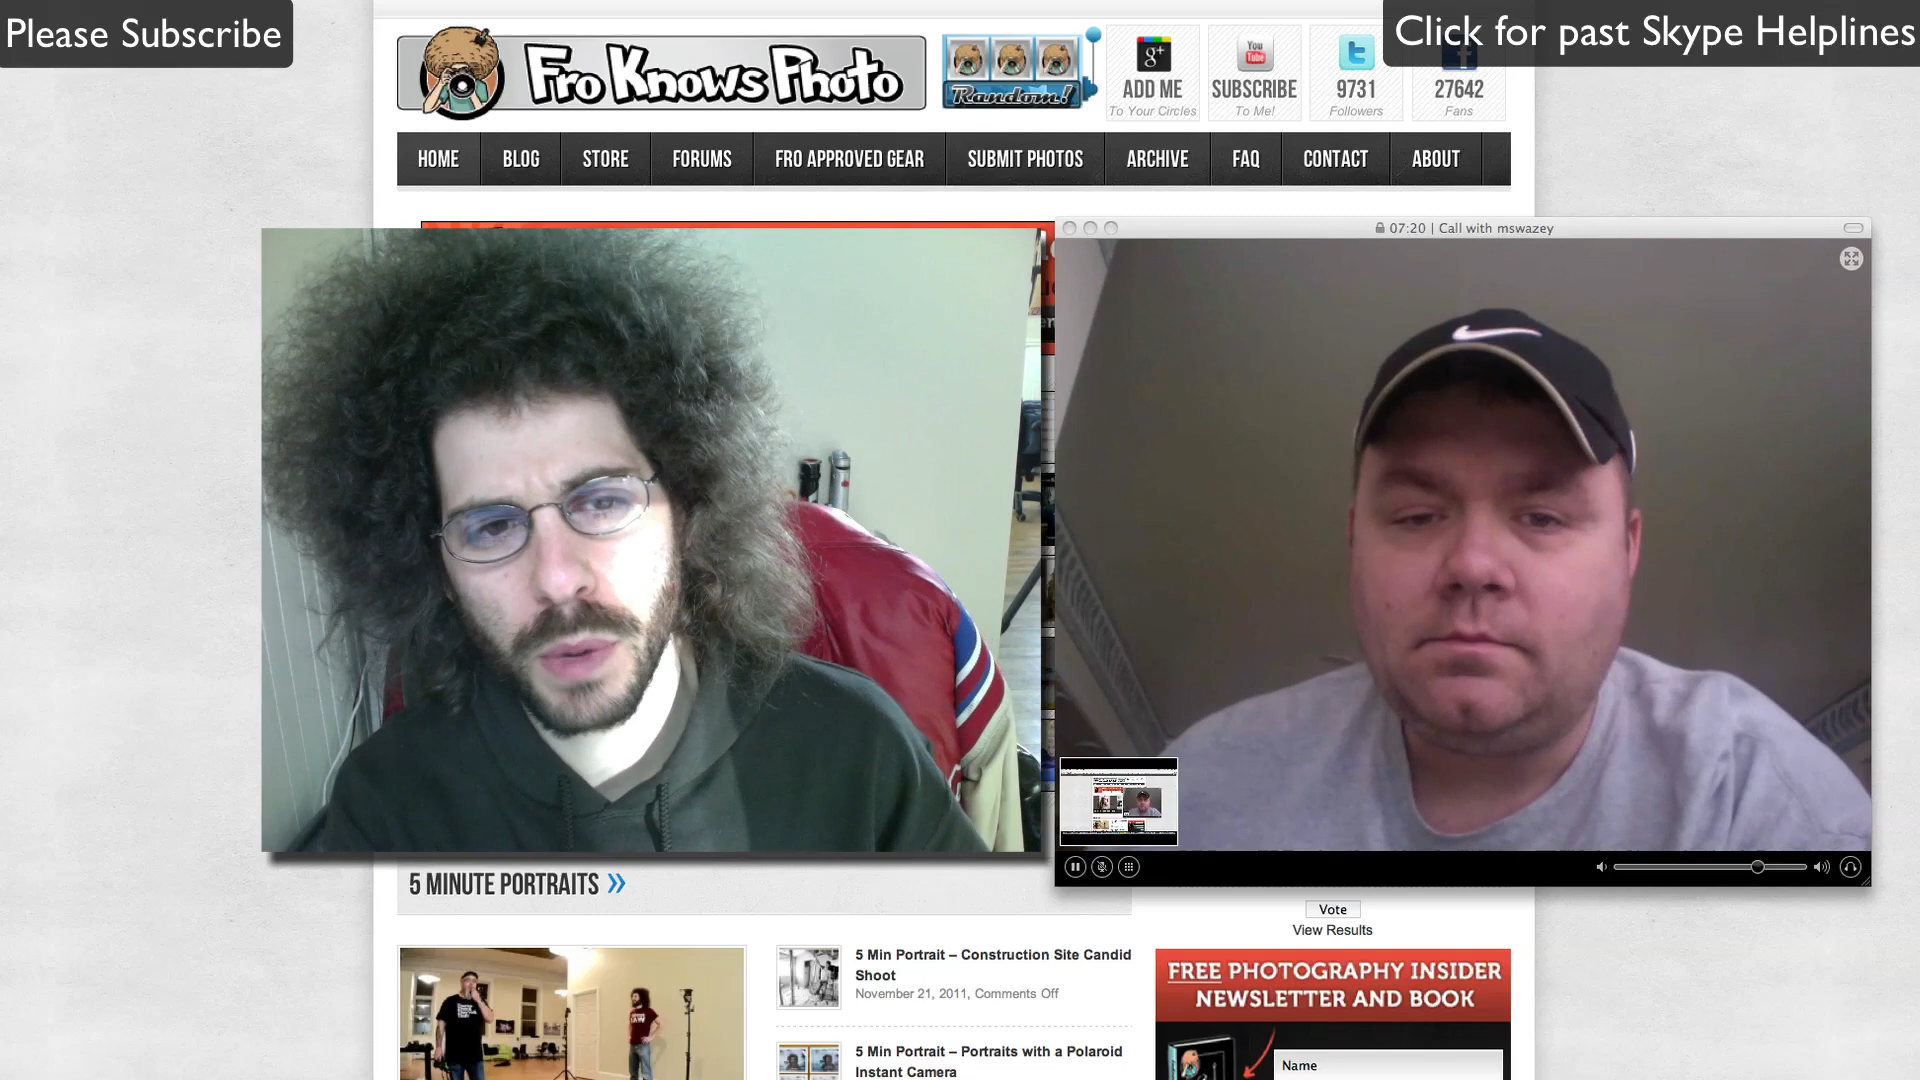 Please Subscribe
Click for past Skype Helplines
Fro Knows Photo
Random!
g+
ADD ME
To Your Circles
You
Tube
SUBSCRIBE
To Me!
9731
Followers
27642
Fans
HOME
BLOG
STORE
FORUMS
FRO APPROVED GEAR
SUBMIT PHOTOS
ARCHIVE
FAQ
CONTACT
ABOUT
07:20 | Call with mswazey
5 MINUTE PORTRAITS »
5 Min Portrait – Construction Site Candid
Shoot
November 21, 2011, Comments Off
5 Min Portrait – Portraits with a Polaroid
Instant Camera
Vote
View Results
FREE PHOTOGRAPHY INSIDER
NEWSLETTER AND BOOK
Name